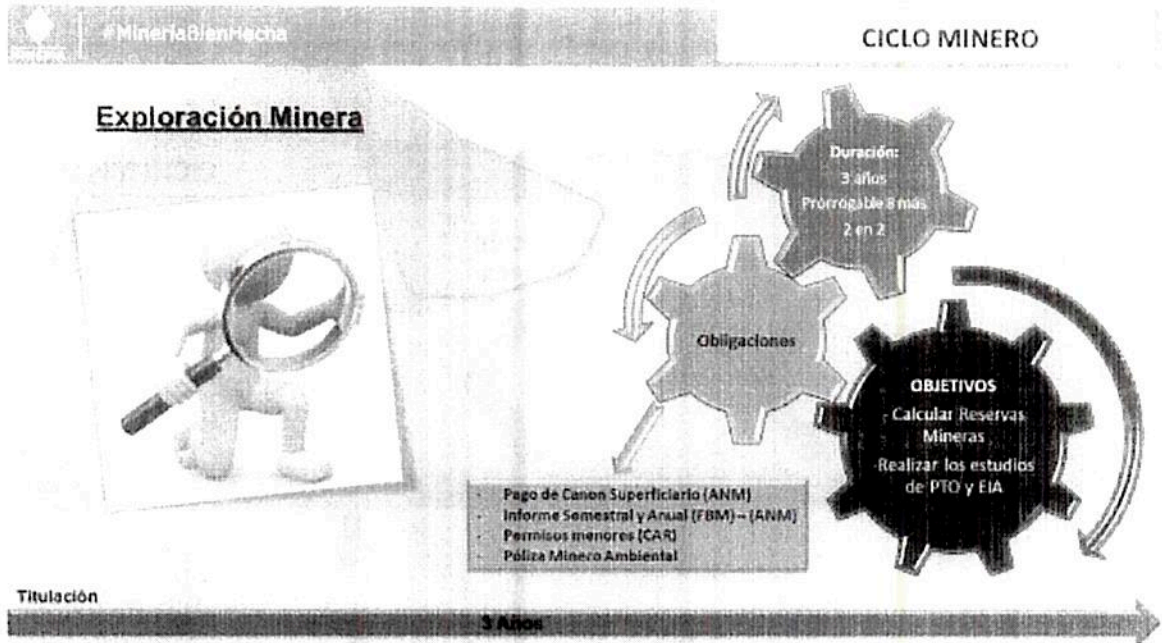 #MineríaBienHecha
CICLO MINERO
Exploración Minera
Duración:
3 años
Prorrogable 8 más
2 en 2
Obligaciones
OBJETIVOS
- Calcular Reservas
Mineras
-Realizar los estudios
de PTO y EIA
- Pago de Canon Superficiario (ANM)
- Informe Semestral y Anual (FBM) – (ANM)
- Permisos menores (CAR)
- Póliza Minero Ambiental
Titulación
3 Años